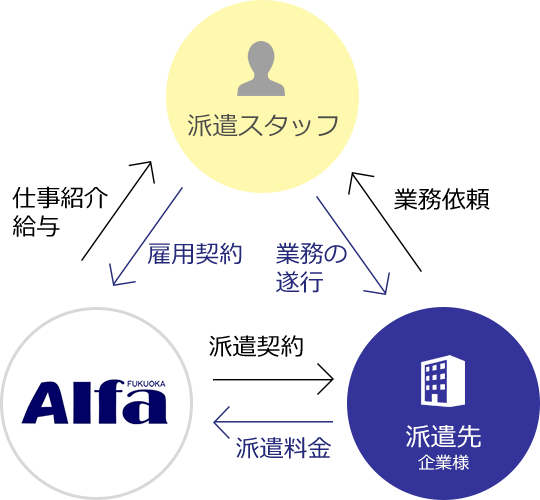 派遣スタッフ
仕事紹介
給与
業務依頼
雇用契約
業務の
遂行
派遣契約
FUKUOKA
Alfa
派遣先
企業様
派遣料金